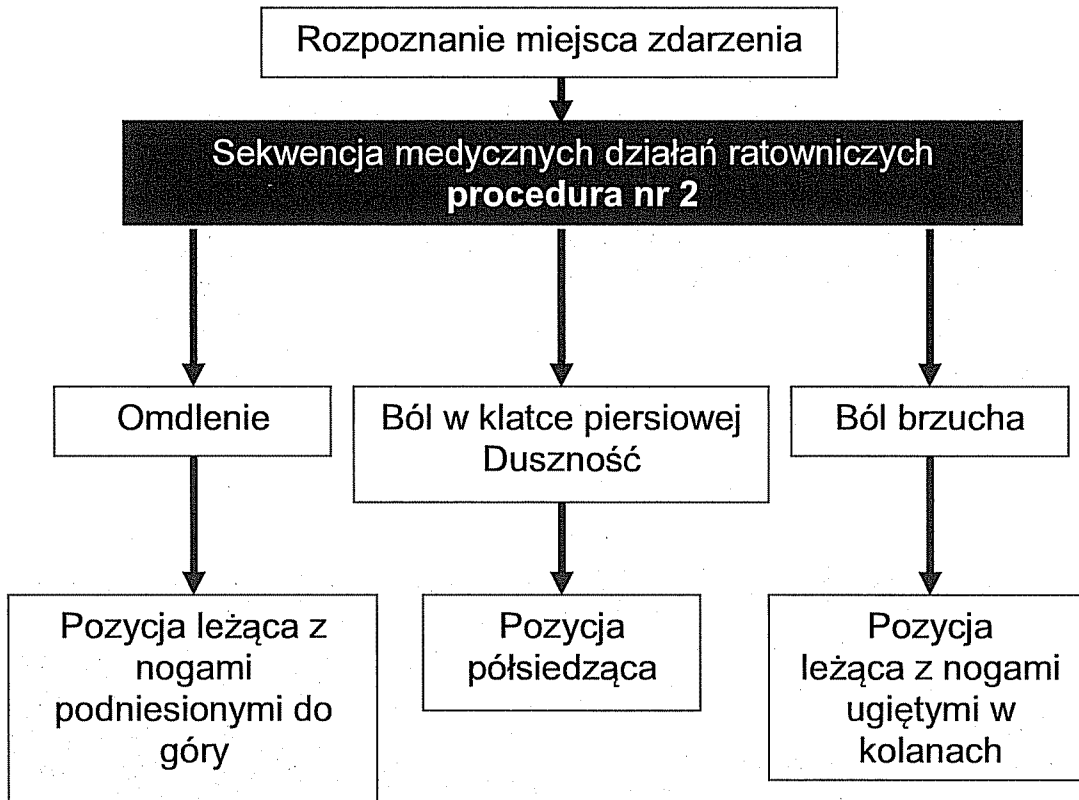 Rozpoznanie miejsca zdarzenia
Sekwencja medycznych działań ratowniczych
procedura nr 2
Omdlenie
Ból w klatce piersiowej
Duszność
Ból brzucha
Pozycja leżąca z
nogami
podniesionymi do
góry
Pozycja
półsiedząca
Pozycja
leżąca z nogami
ugiętymi w
kolanach